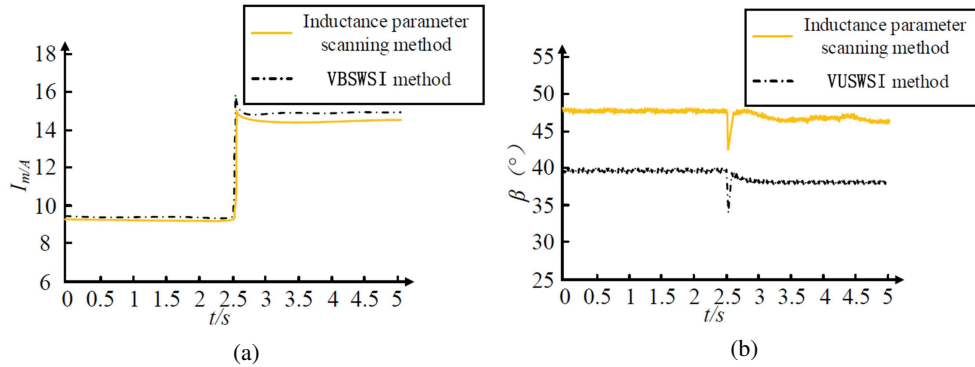 Inductance parameter
scanning method
VBSWSI method
18
16
14
12
10
8
6
I_m/A
0 0.5 1 1.5 2 2.5 3 3.5 4 4.5 5
t/s
(a)
Inductance parameter
scanning method
VUSWSI method
55
50
45
40
35
30
25
β (°)
0 0.5 1 1.5 2 2.5 3 3.5 4 4.5 5
t/s
(b)